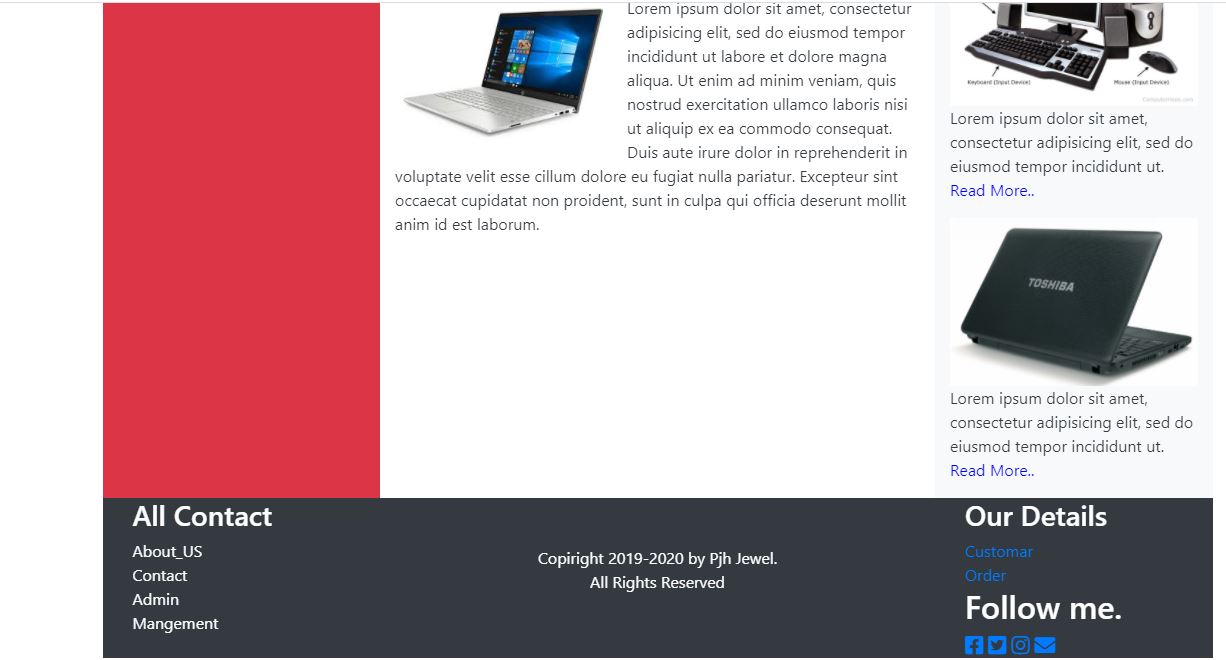 Lorem ipsum dolor sit amet, consectetur
adipisicing elit, sed do eiusmod tempor
incididunt ut labore et dolore magna
aliqua. Ut enim ad minim veniam, quis
nostrud exercitation ullamco laboris nisi
ut aliquip ex ea commodo consequat.
Duis aute irure dolor in reprehenderit in
voluptate velit esse cillum dolore eu fugiat nulla pariatur. Excepteur sint
occaecat cupidatat non proident, sunt in culpa qui officia deserunt mollit
anim id est laborum.
Keyboard (Input Device)
Mouse (Input Device)
ComputerHope.com
Lorem ipsum dolor sit amet,
consectetur adipisicing elit, sed do
eiusmod tempor incididunt ut.
Read More..
TOSHIBA
Lorem ipsum dolor sit amet,
consectetur adipisicing elit, sed do
eiusmod tempor incididunt ut.
Read More..
All Contact
About_US
Contact
Admin
Mangement
Copiright 2019-2020 by Pjh Jewel.
All Rights Reserved
Our Details
Customar
Order
Follow me.